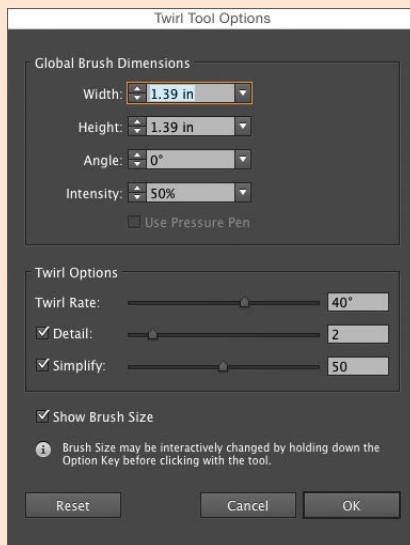 Twirl Tool Options
Global Brush Dimensions
Width: 1.39 in
Height: 1.39 in
Angle: 0°
Intensity: 50%
Use Pressure Pen
Twirl Options
Twirl Rate: 40°
Detail: 2
Simplify: 50
Show Brush Size
Brush Size may be interactively changed by holding down the
Option Key before clicking with the tool.
Reset Cancel OK